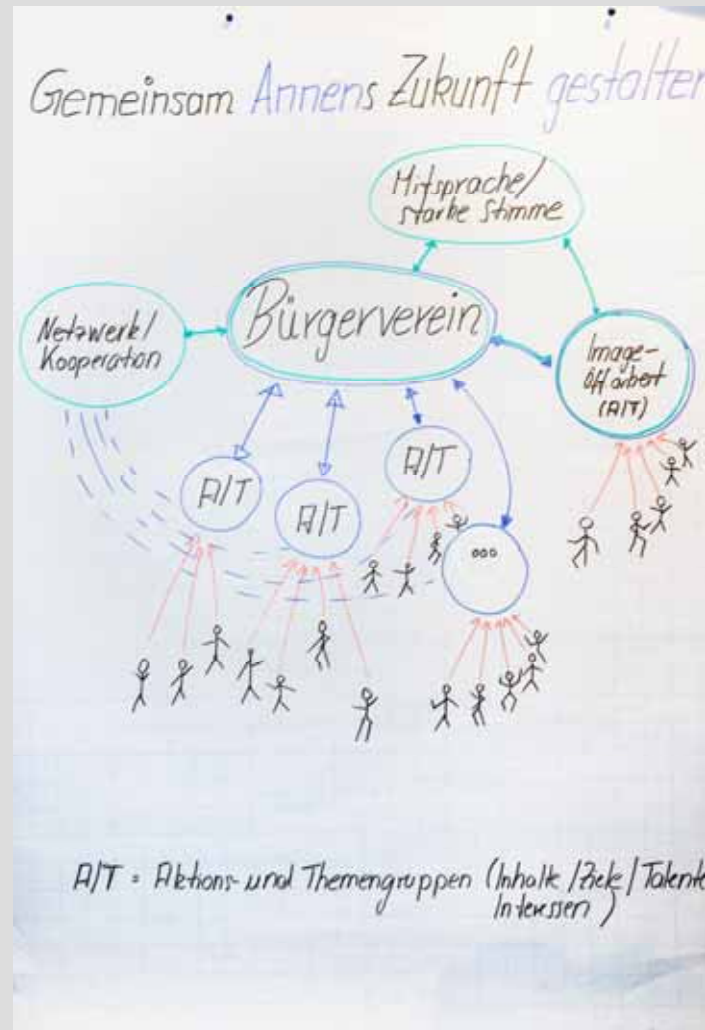 Gemeinsam Annens Zukunft gestalten
Mitsprache/
starke Stimme
Bürgerverein
Netzwerk/
Kooperation
Image-
Öff arbeit
(A/T)
A/T
A/T
A/T
ooo
A/T = Aktions- und Themengruppen (Inhalte / Ziele / Talente
Interessen)